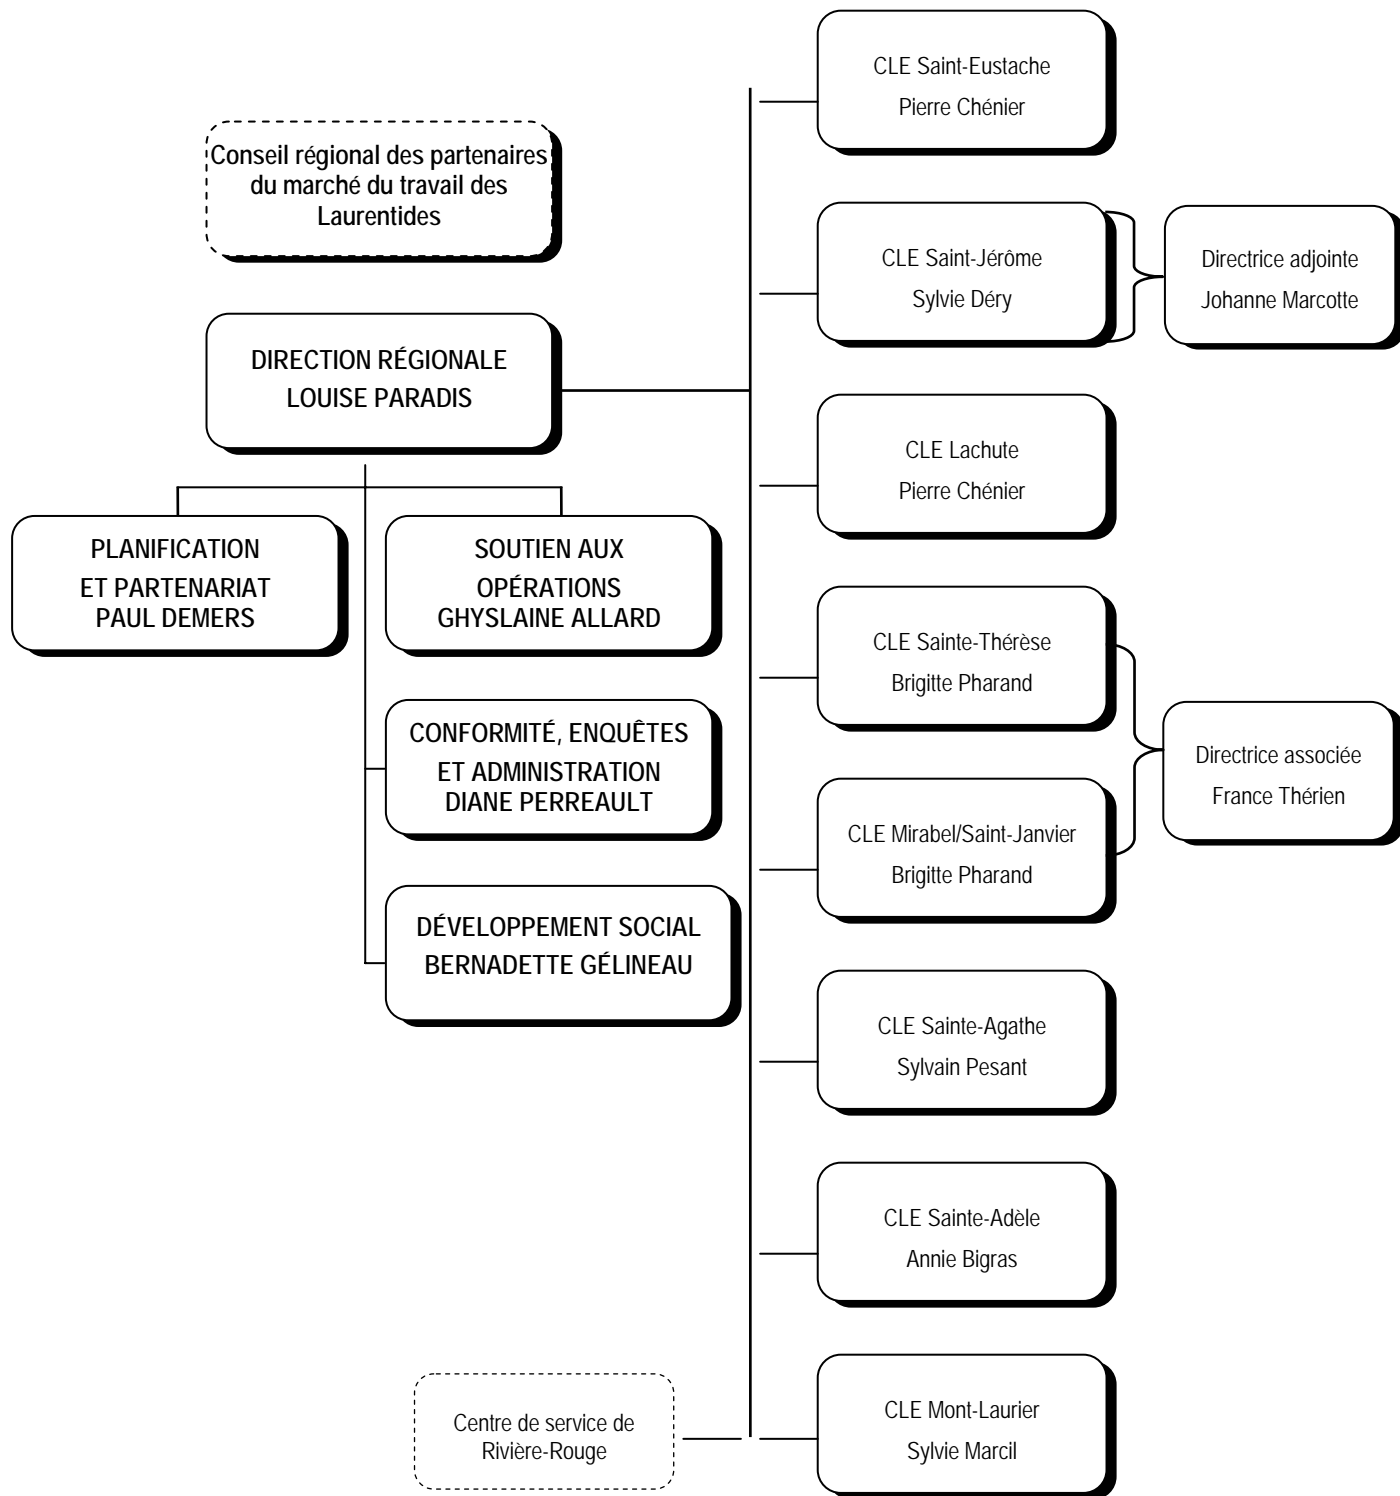 Conseil régional des partenaires
du marché du travail des
Laurentides
DIRECTION RÉGIONALE
LOUISE PARADIS
PLANIFICATION
ET PARTENARIAT
PAUL DEMERS
SOUTIEN AUX
OPÉRATIONS
GHYSLAINE ALLARD
CONFORMITÉ, ENQUÊTES
ET ADMINISTRATION
DIANE PERREAULT
DÉVELOPPEMENT SOCIAL
BERNADETTE GÉLINEAU
Centre de service de
Rivière-Rouge
CLE Saint-Eustache
Pierre Chénier
CLE Saint-Jérôme
Sylvie Déry
Directrice adjointe
Johanne Marcotte
CLE Lachute
Pierre Chénier
CLE Sainte-Thérèse
Brigitte Pharand
CLE Mirabel/Saint-Janvier
Brigitte Pharand
Directrice associée
France Thérien
CLE Sainte-Agathe
Sylvain Pesant
CLE Sainte-Adèle
Annie Bigras
CLE Mont-Laurier
Sylvie Marcil